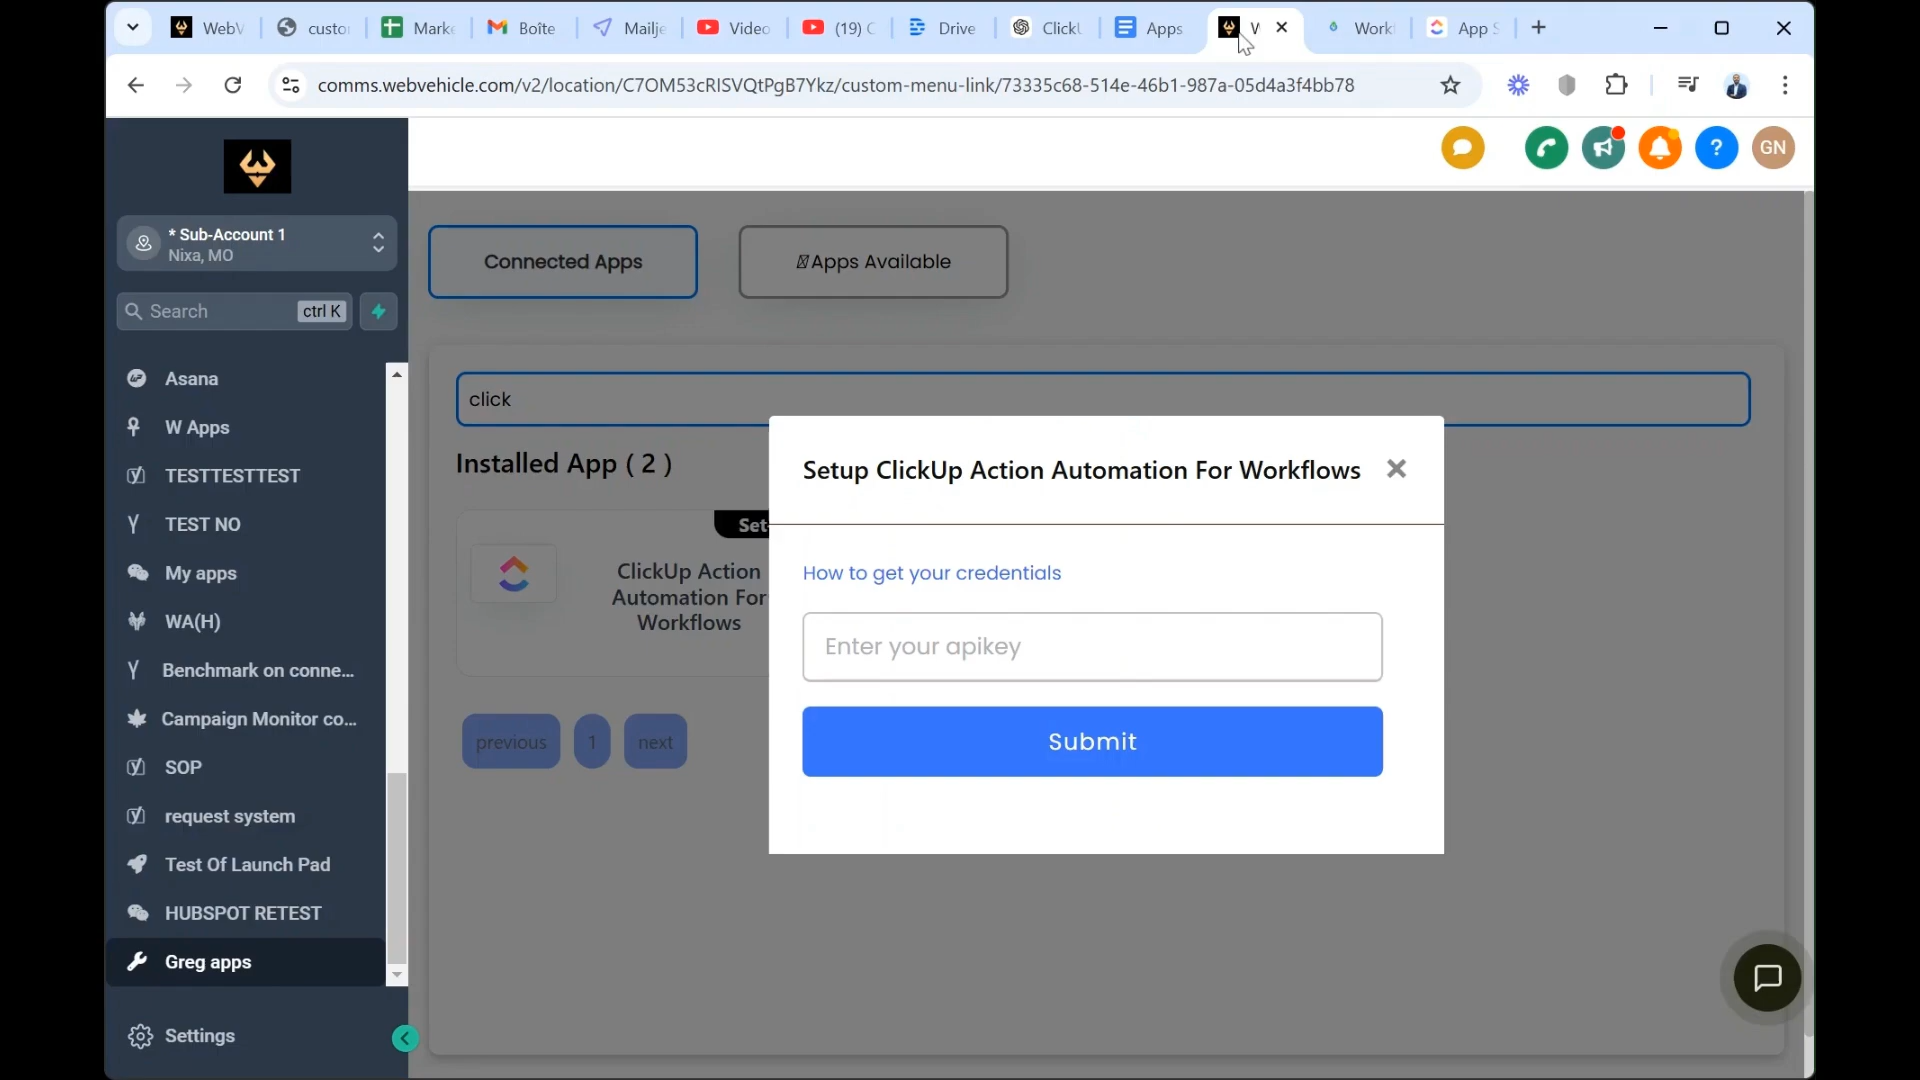 WebV
custo
Marke
Boîte
Mailje
Video
(19) C
Drive
ClickU
Apps
W
Workf
App S
comms.webvehicle.com/v2/location/C7OM53cRISVQtPgB7Ykz/custom-menu-link/73335c68-514e-46b1-987a-05d4a3f4bb78
GN
* Sub-Account 1
Nixa, MO
Search
ctrl K
Asana
W Apps
TESTTESTTEST
TEST NO
My apps
WA(H)
Benchmark on conne...
Campaign Monitor co...
SOP
request system
Test Of Launch Pad
HUBSPOT RETEST
Greg apps
Settings
Connected Apps
Apps Available
click
Installed App ( 2 )
Set-
ClickUp Action
Automation For
Workflows
previous
1
next
Setup ClickUp Action Automation For Workflows
How to get your credentials
Enter your apikey
Submit